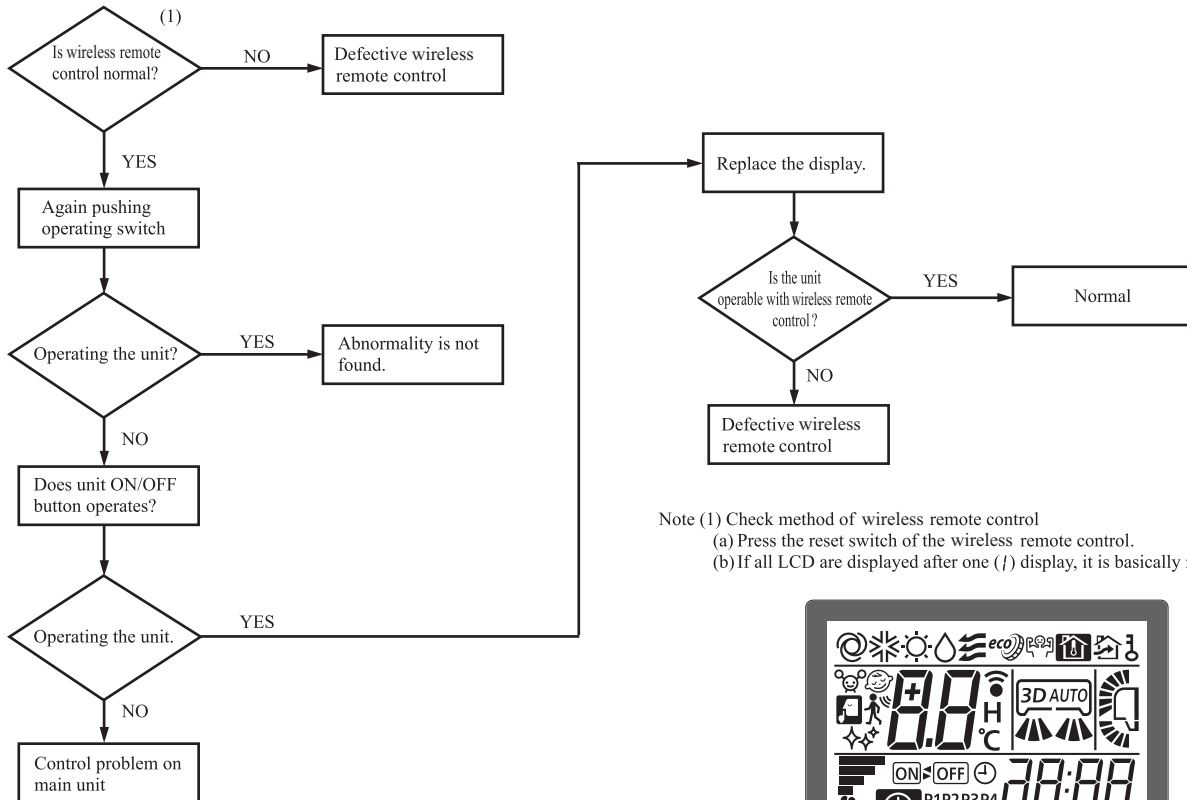 (1)
Is wireless remote
control normal?
NO
Defective wireless
remote control
YES
Again pushing
operating switch
Operating the unit?
YES
Abnormality is not
found.
NO
Does unit ON/OFF
button operates?
Operating the unit.
YES
NO
Control problem on
main unit
Replace the display.
Is the unit
operable with wireless remote
control ?
YES
Normal
NO
Defective wireless
remote control
Note (1) Check method of wireless remote control
(a) Press the reset switch of the wireless remote control.
(b) If all LCD are displayed after one (/) display, it is basically
eco
+
8.8
H
°C
3D AUTO
ON OFF
P1P2P3P4